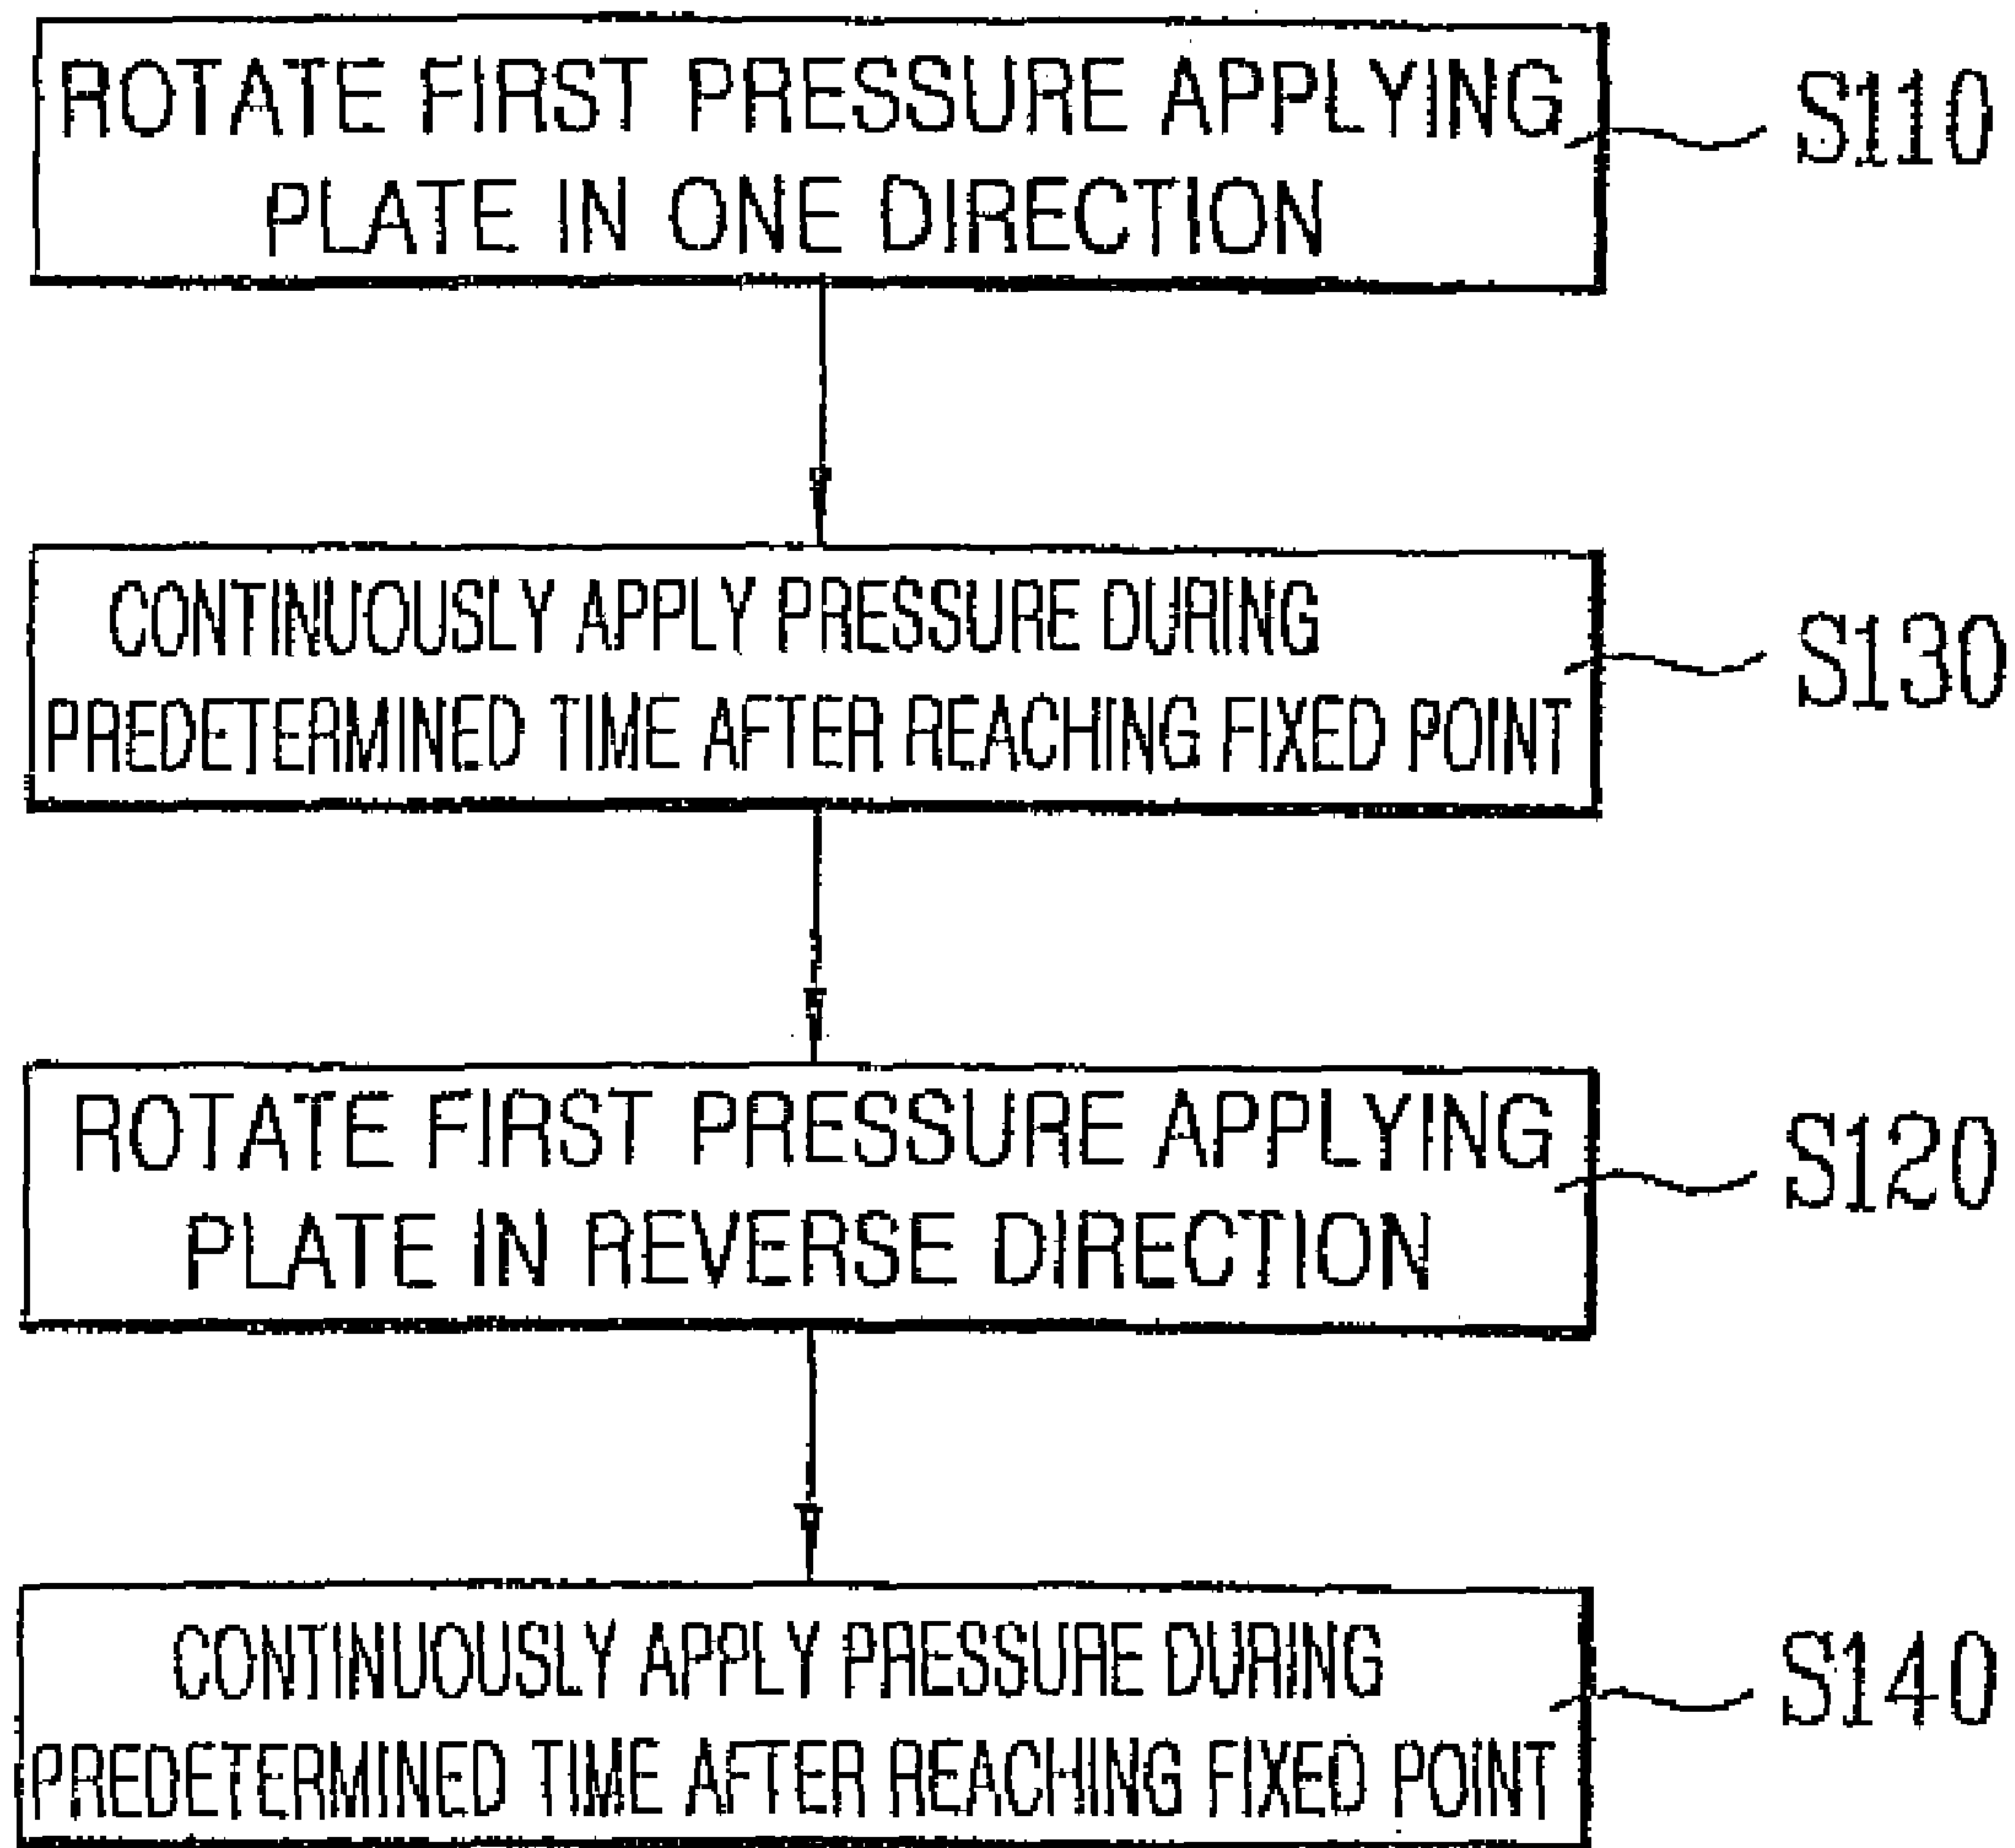 ROTATE FIRST PRESSURE APPLYING
PLATE IN ONE DIRECTION
S110
CONTINUOUSLY APPLY PRESSURE DURING
PREDETERMINED TIME AFTER REACHING FIXED POINT
S130
ROTATE FIRST PRESSURE APPLYING
PLATE IN REVERSE DIRECTION
S120
CONTINUOUSLY APPLY PRESSURE DURING
PREDETERMINED TIME AFTER REACHING FIXED POINT
S140